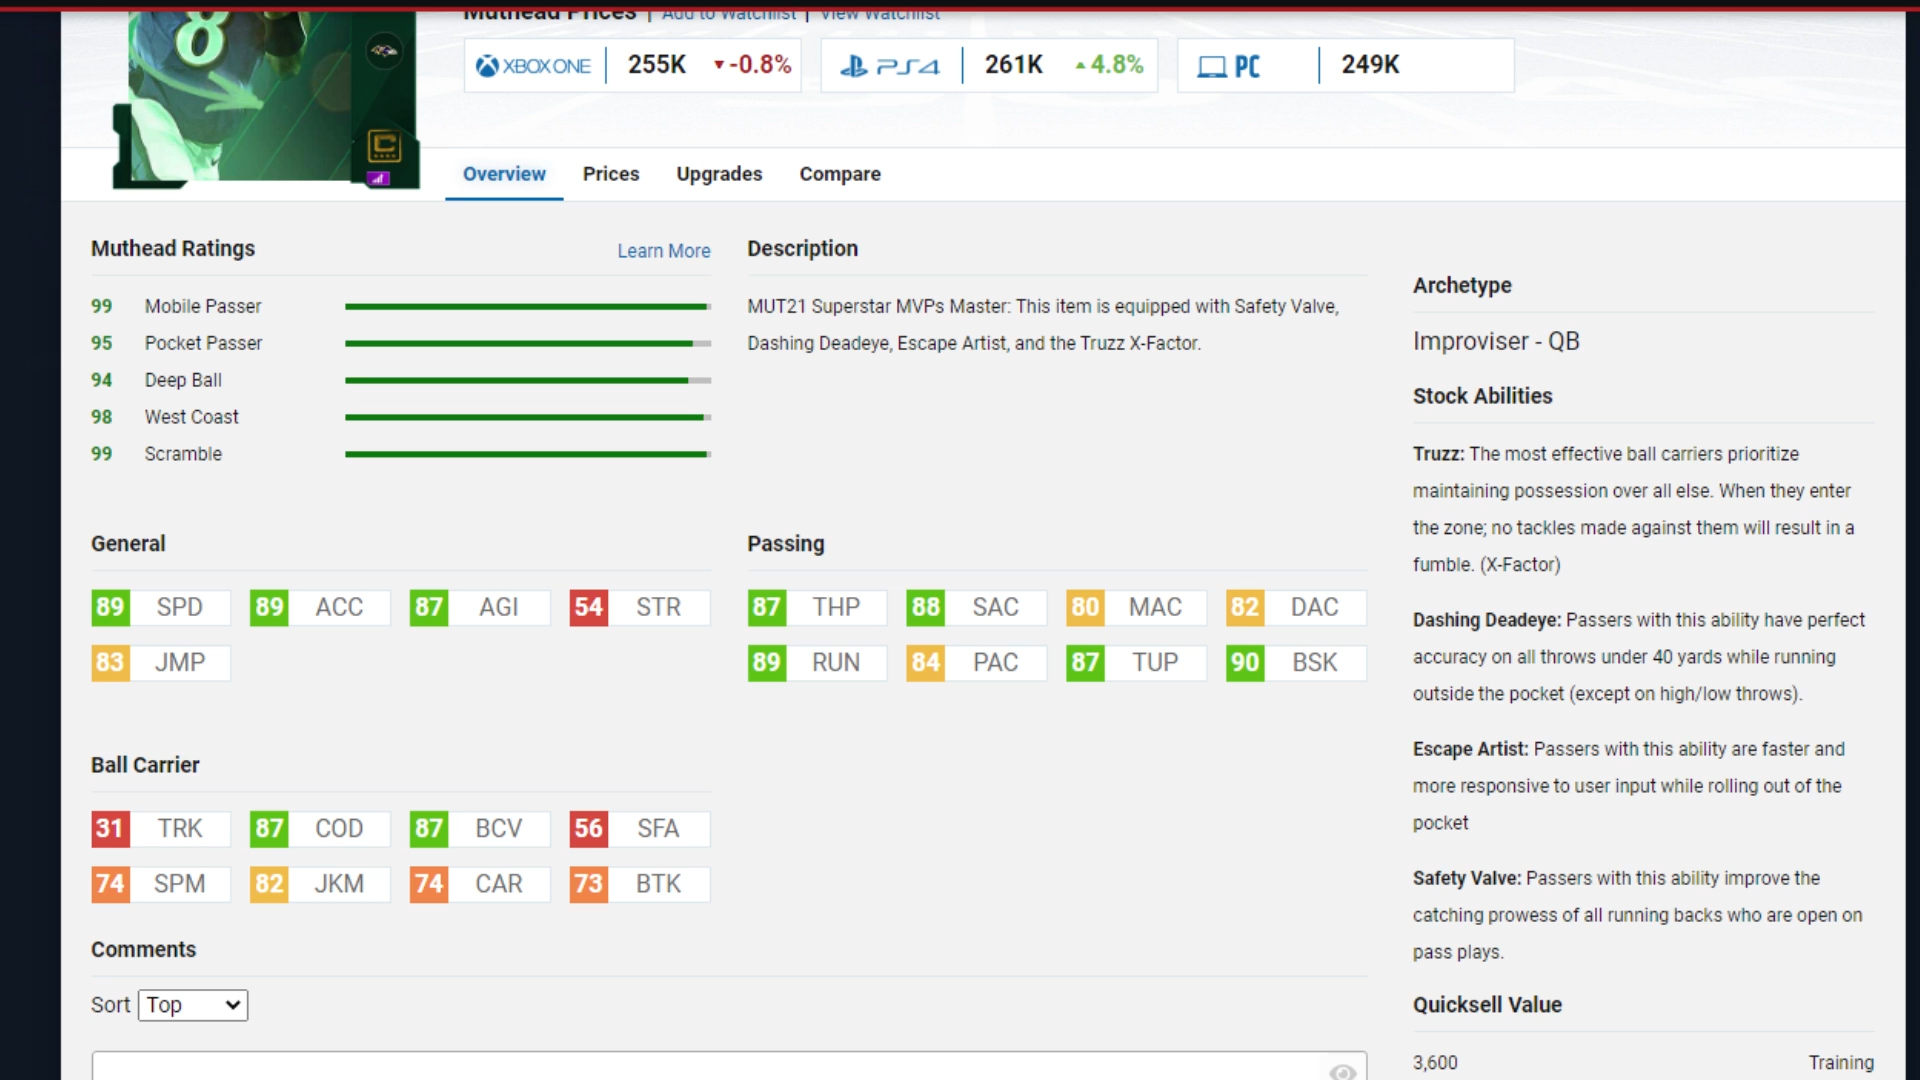 Muthead Prices | Add to Watchlist | View Watchlist
8
XBOX ONE 255K -0.8%
PS4 261K 4.8%
PC 249K
C
Overview Prices Upgrades Compare
Muthead Ratings Learn More
99 Mobile Passer
95 Pocket Passer
94 Deep Ball
98 West Coast
99 Scramble
Description
MUT21 Superstar MVPs Master: This item is equipped with Safety Valve,
Dashing Deadeye, Escape Artist, and the Truzz X-Factor.
General
89 SPD 89 ACC 87 AGI 54 STR
83 JMP
Passing
87 THP 88 SAC 80 MAC 82 DAC
89 RUN 84 PAC 87 TUP 90 BSK
Ball Carrier
31 TRK 87 COD 87 BCV 56 SFA
74 SPM 82 JKM 74 CAR 73 BTK
Comments
Sort Top
Archetype
Improviser - QB
Stock Abilities
Truzz: The most effective ball carriers prioritize
maintaining possession over all else. When they enter
the zone; no tackles made against them will result in a
fumble. (X-Factor)
Dashing Deadeye: Passers with this ability have perfect
accuracy on all throws under 40 yards while running
outside the pocket (except on high/low throws).
Escape Artist: Passers with this ability are faster and
more responsive to user input while rolling out of the
pocket
Safety Valve: Passers with this ability improve the
catching prowess of all running backs who are open on
pass plays.
Quicksell Value
3,600 Training